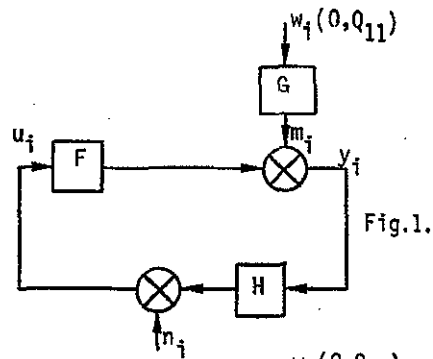 w_i(0,Q_11)
G
m_i
u_i
F
y_i
Fig.1.
H
n_i